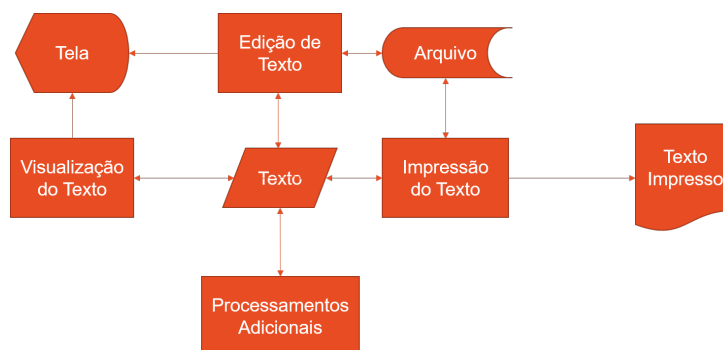 Tela
Edição de
Texto
Arquivo
Visualização
do Texto
Texto
Impressão
do Texto
Texto
Impresso
Processamentos
Adicionais